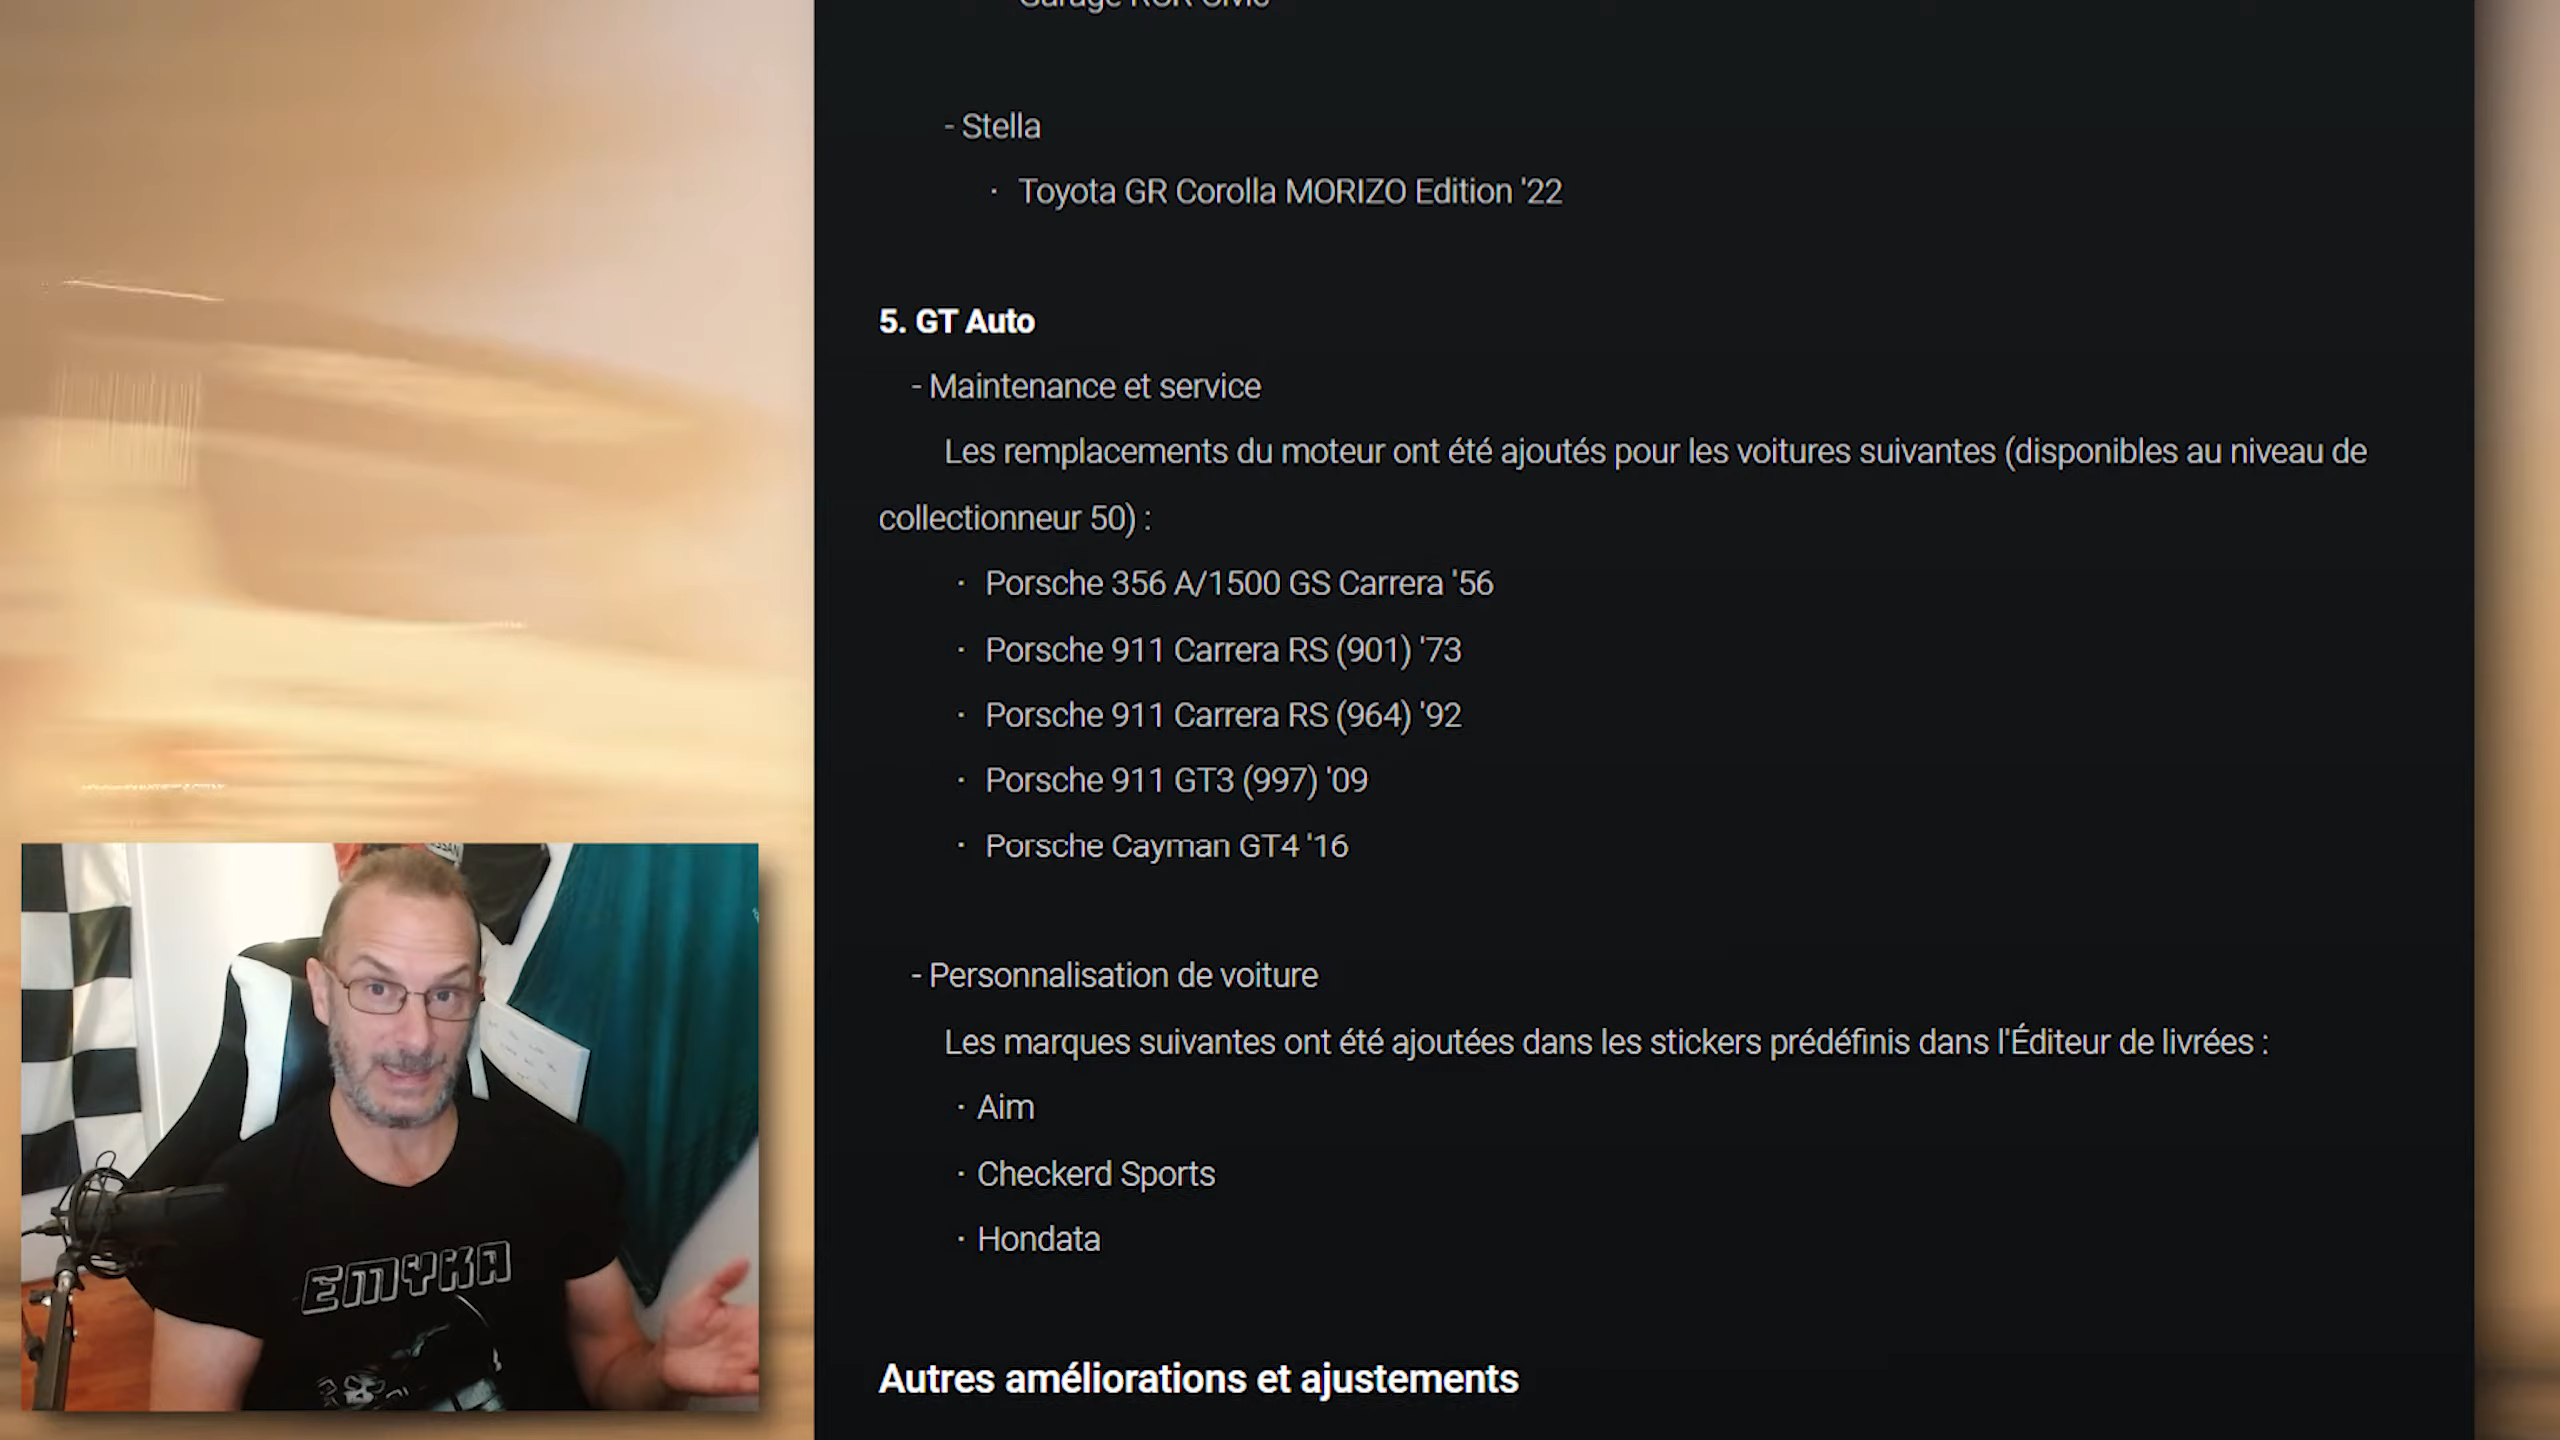 Garage RCR Civic
- Stella
· Toyota GR Corolla MORIZO Edition '22
5. GT Auto
- Maintenance et service
Les remplacements du moteur ont été ajoutés pour les voitures suivantes (disponibles au niveau de
collectionneur 50) :
· Porsche 356 A/1500 GS Carrera '56
· Porsche 911 Carrera RS (901) '73
· Porsche 911 Carrera RS (964) '92
· Porsche 911 GT3 (997) '09
· Porsche Cayman GT4 '16
- Personnalisation de voiture
Les marques suivantes ont été ajoutées dans les stickers prédéfinis dans l'Éditeur de livrées :
· Aim
· Checkerd Sports
· Hondata
Autres améliorations et ajustements
EMYKA